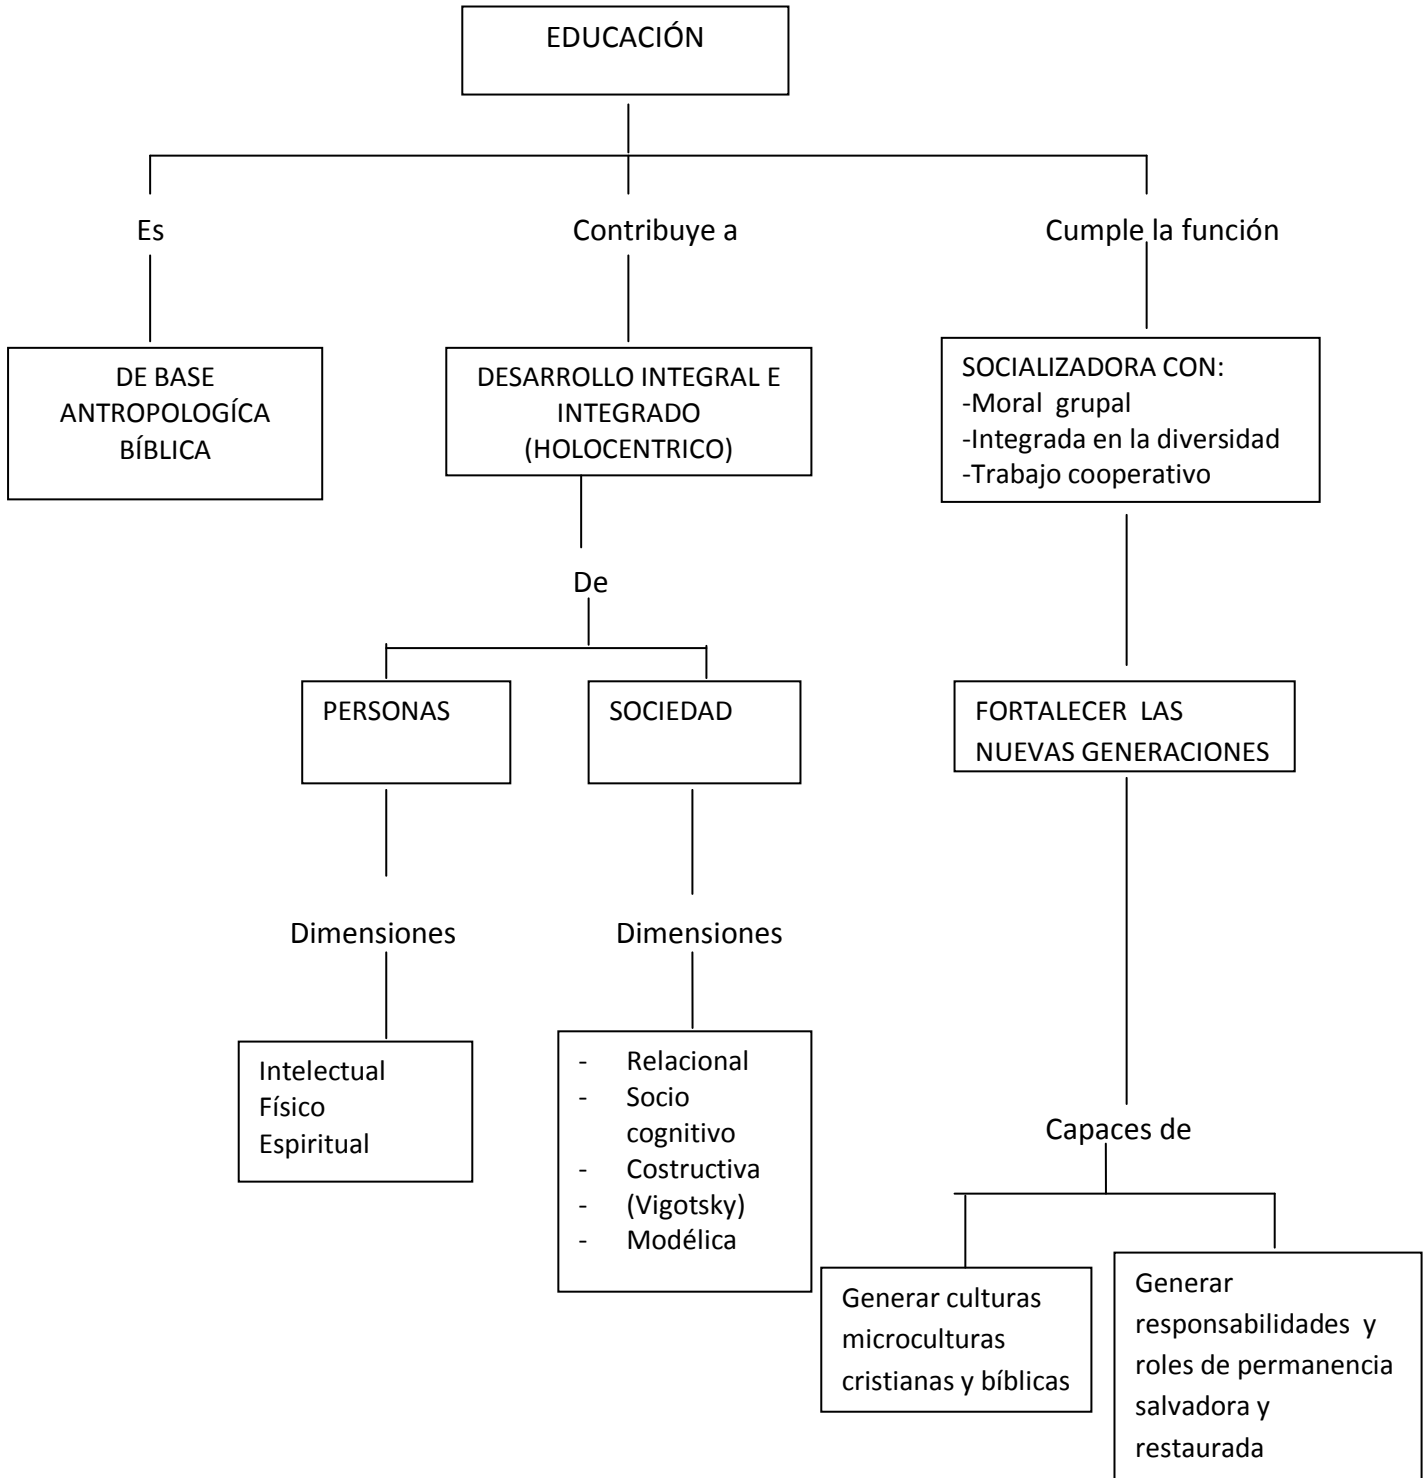 EDUCACIÓN
Es
Contribuye a
Cumple la función
DE BASE
ANTROPOLOGÍCA
BÍBLICA
DESARROLLO INTEGRAL E
INTEGRADO
(HOLOCENTRICO)
SOCIALIZADORA CON:
-Moral grupal
-Integrada en la diversidad
-Trabajo cooperativo
De
PERSONAS
SOCIEDAD
FORTALECER LAS
NUEVAS GENERACIONES
Dimensiones
Dimensiones
Intelectual
Físico
Espiritual
- Relacional
- Socio
cognitivo
- Costructiva
- (Vigotsky)
- Modélica
Capaces de
Generar culturas
microculturas
cristianas y bíblicas
Generar
responsabilidades y
roles de permanencia
salvadora y
restaurada